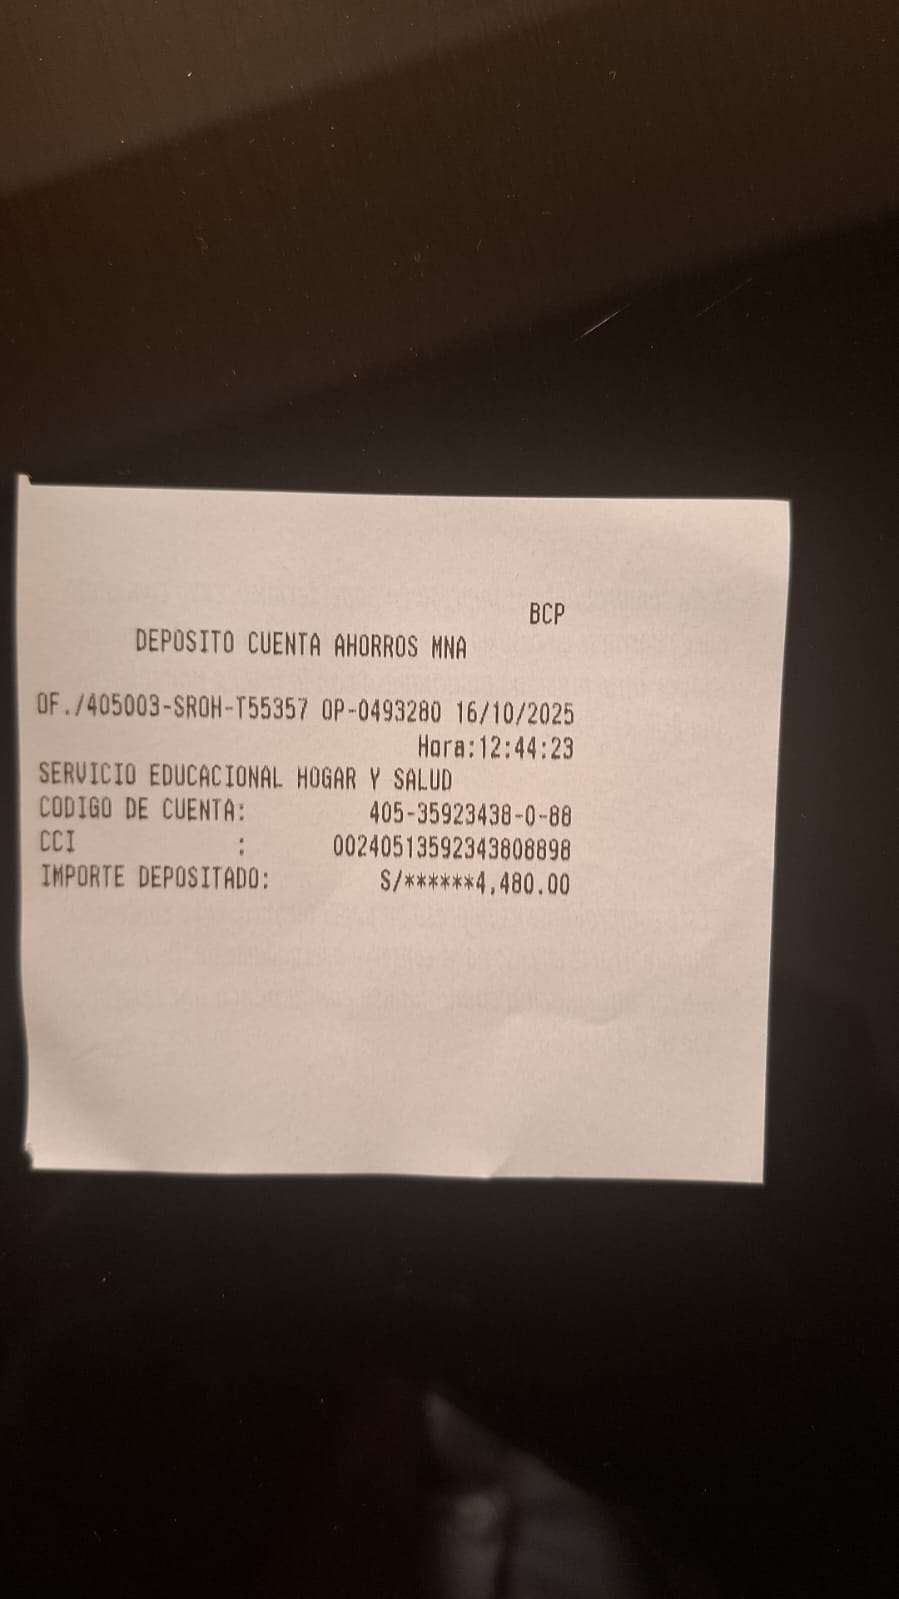 BCP
DEPOSITO CUENTA AHORROS MNA
OF./405003-SROH-T55357 OP-0493280 16/10/2025
Hora:12:44:23
SERVICIO EDUCACIONAL HOGAR Y SALUD
CODIGO DE CUENTA: 405-35923438-0-88
CCI : 00240513592343808898
IMPORTE DEPOSITADO: S/******4,480.00